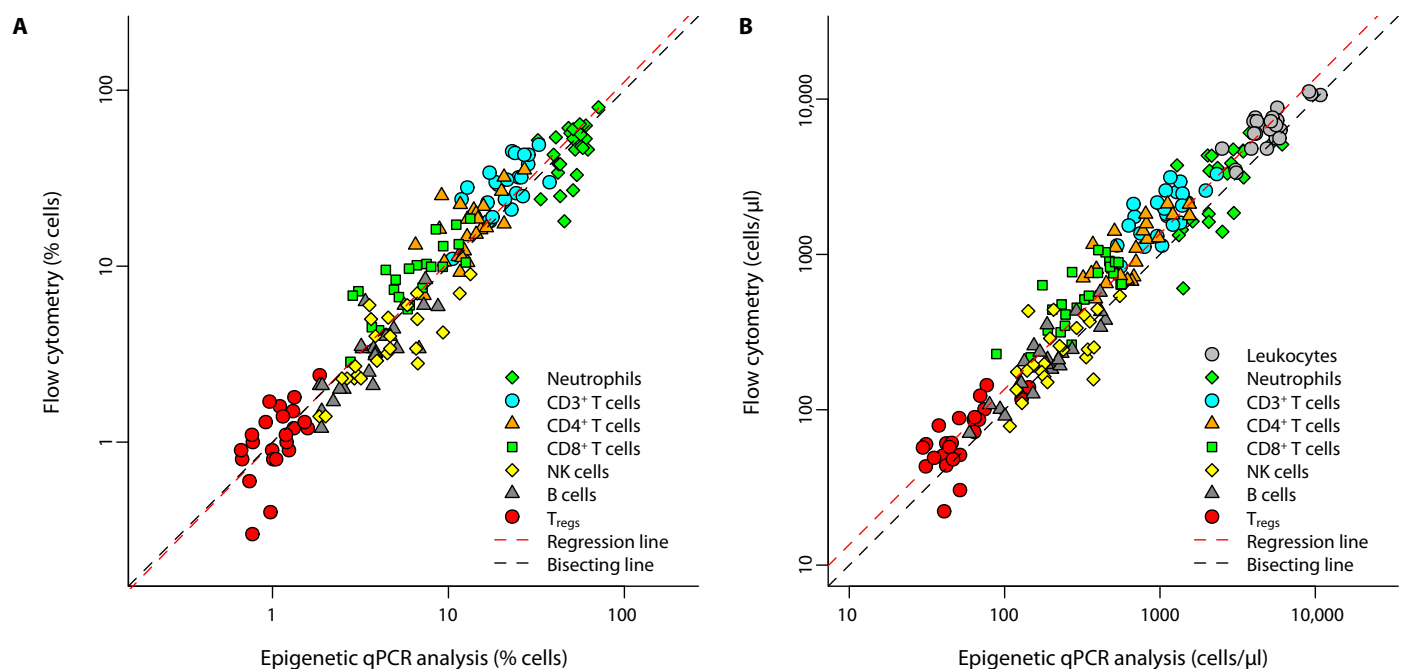 A
Flow cytometry (% cells)
100
10
1
1
10
100
Epigenetic qPCR analysis (% cells)
Neutrophils
CD3⁺ T cells
CD4⁺ T cells
CD8⁺ T cells
NK cells
B cells
Tregs
Regression line
Bisecting line
B
Flow cytometry (cells/µl)
10,000
1000
100
10
10
100
1000
10,000
Epigenetic qPCR analysis (cells/µl)
Leukocytes
Neutrophils
CD3⁺ T cells
CD4⁺ T cells
CD8⁺ T cells
NK cells
B cells
Tregs
Regression line
Bisecting line